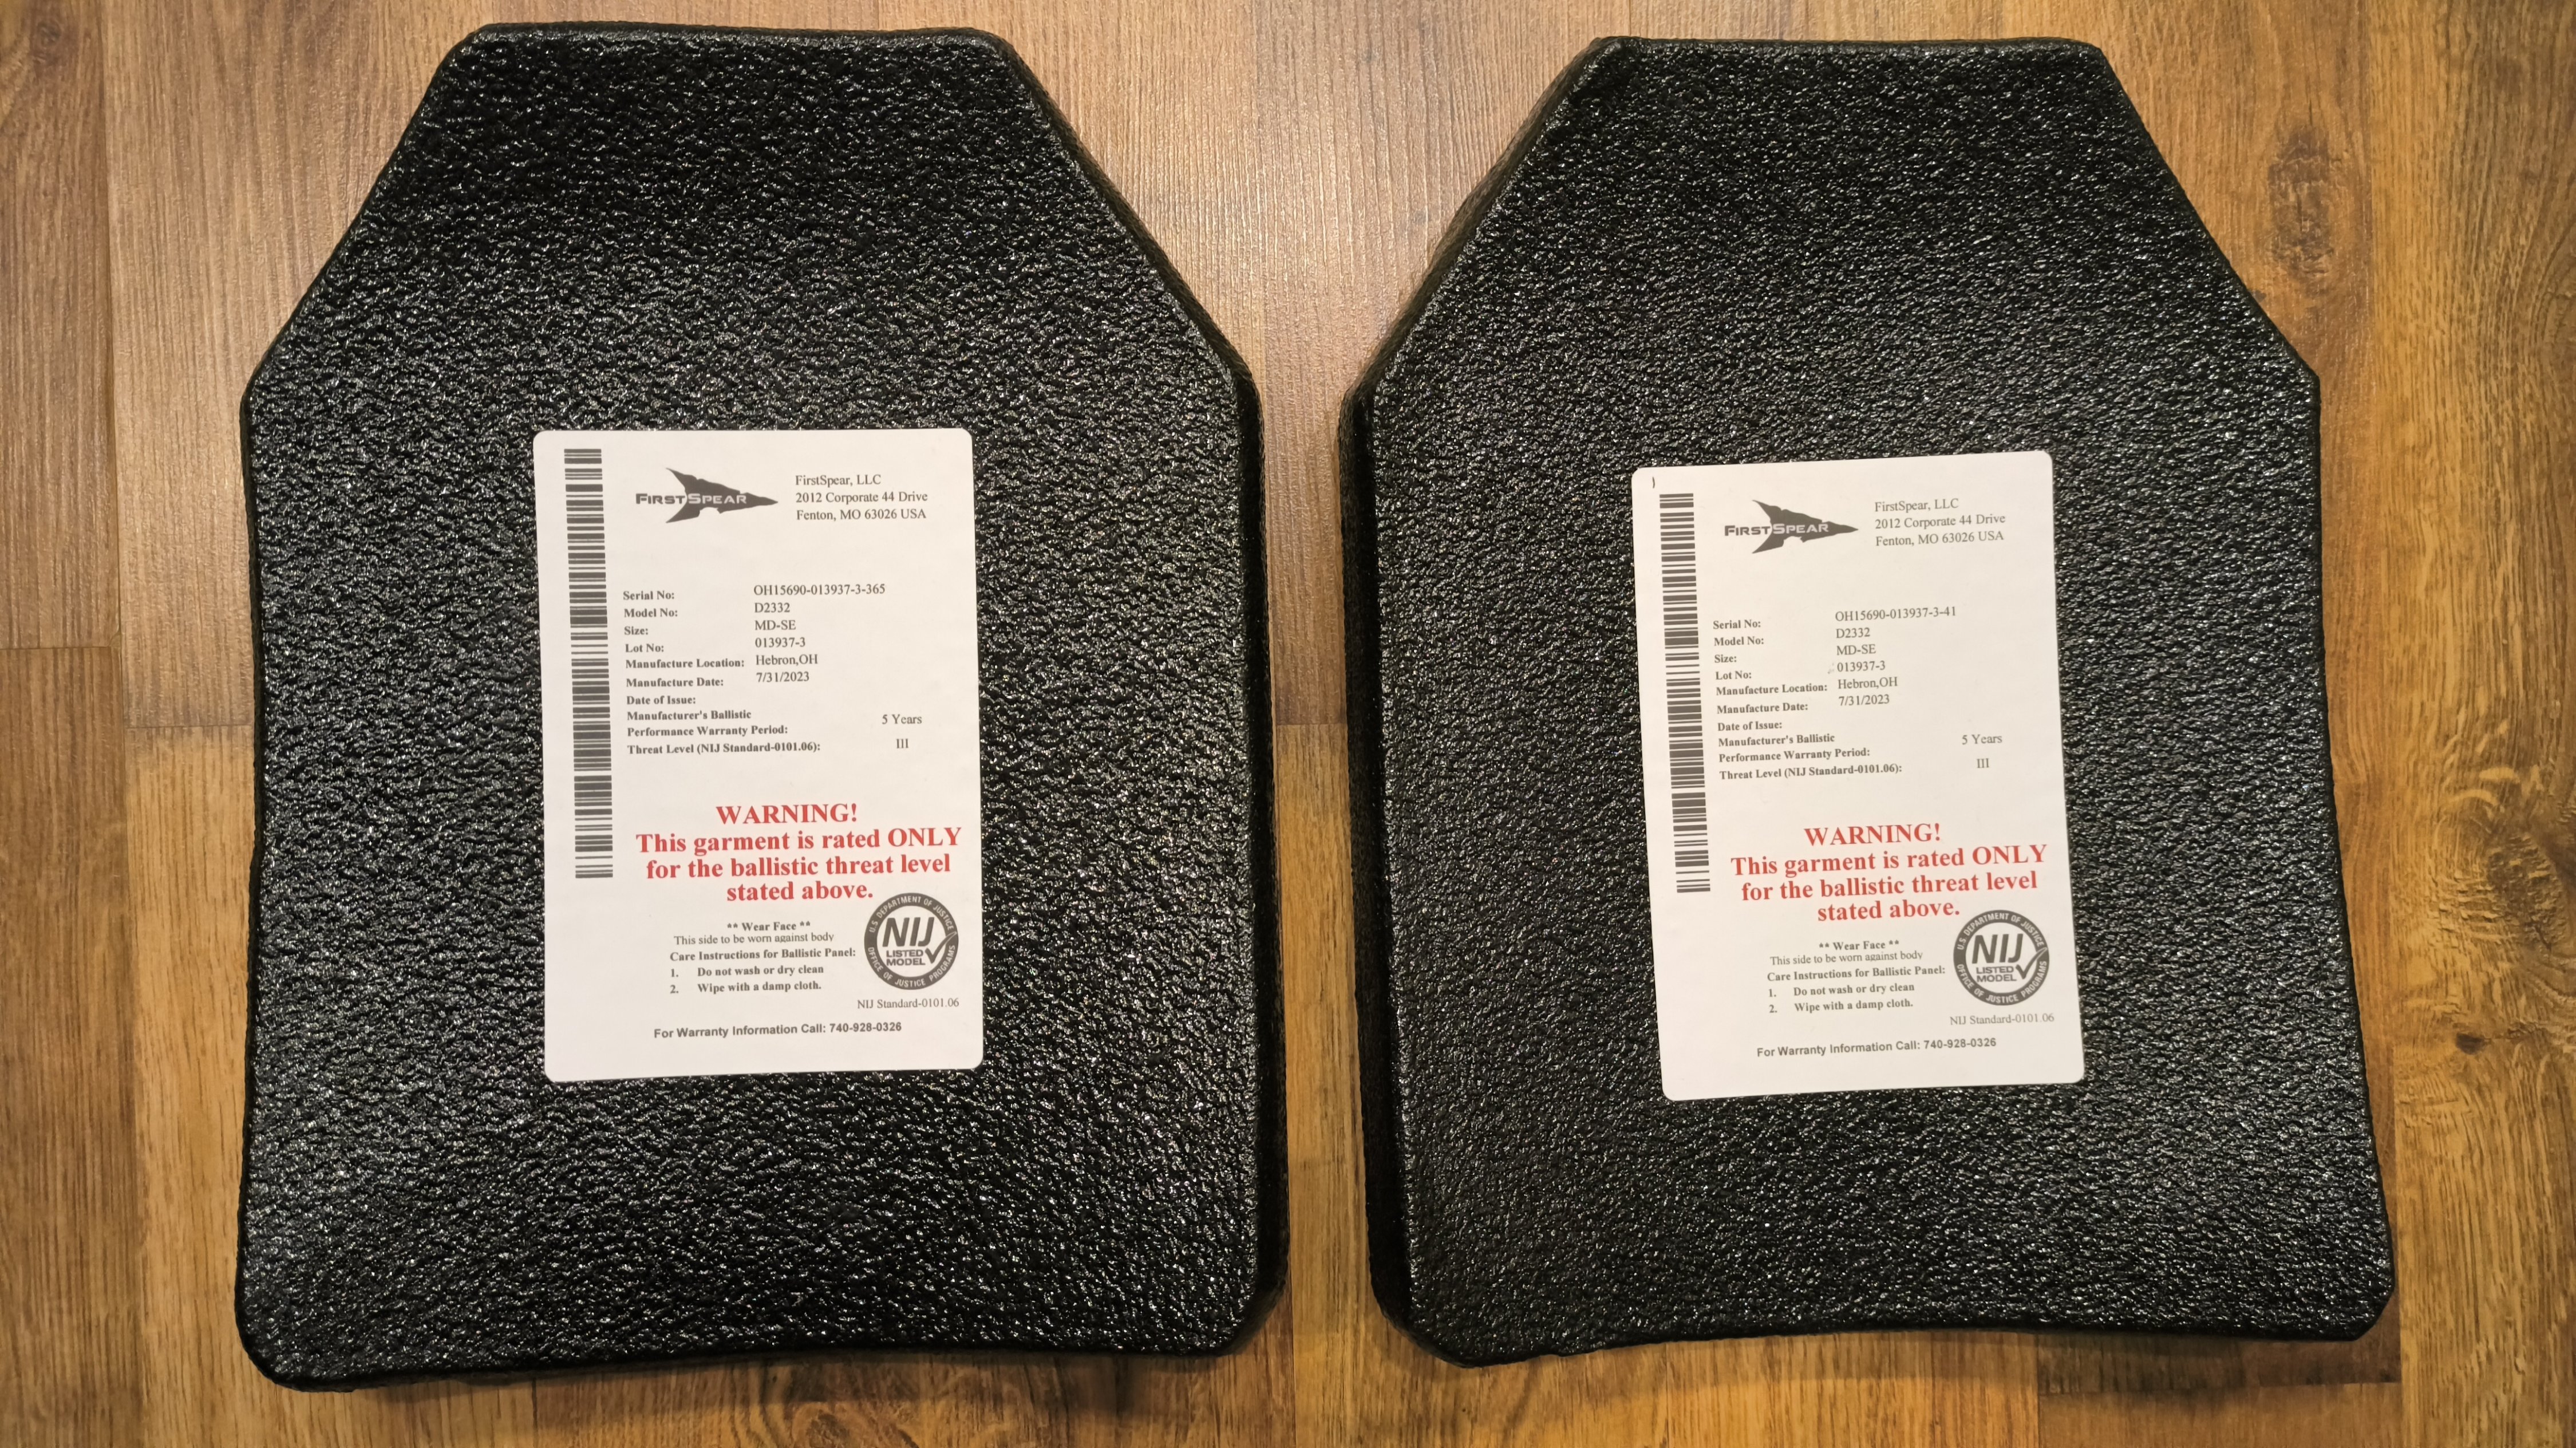 FIRSTSPEAR
FirstSpear, LLC
2012 Corporate 44 Drive
Fenton, MO 63026 USA
Serial No: OH15690-013937-3-365
Model No: D2332
Size: MD-SE
Lot No: 013937-3
Manufacture Location: Hebron,OH
Manufacture Date: 7/31/2023
Date of Issue:
Manufacturer's Ballistic
Performance Warranty Period: 5 Years
Threat Level (NIJ Standard-0101.06): III
WARNING!
This garment is rated ONLY
for the ballistic threat level
stated above.
** Wear Face **
This side to be worn against body
Care Instructions for Ballistic Panel:
1. Do not wash or dry clean
2. Wipe with a damp cloth.
U.S. DEPARTMENT OF JUSTICE
NIJ
LISTED
MODEL
OFFICE OF JUSTICE PROGRAMS
NIJ Standard-0101.06
For Warranty Information Call: 740-928-0326
FIRSTSPEAR
FirstSpear, LLC
2012 Corporate 44 Drive
Fenton, MO 63026 USA
Serial No: OH15690-013937-3-41
Model No: D2332
Size: MD-SE
Lot No: 013937-3
Manufacture Location: Hebron,OH
Manufacture Date: 7/31/2023
Date of Issue:
Manufacturer's Ballistic
Performance Warranty Period: 5 Years
Threat Level (NIJ Standard-0101.06): III
WARNING!
This garment is rated ONLY
for the ballistic threat level
stated above.
** Wear Face **
This side to be worn against body
Care Instructions for Ballistic Panel:
1. Do not wash or dry clean
2. Wipe with a damp cloth.
U.S. DEPARTMENT OF JUSTICE
NIJ
LISTED
MODEL
OFFICE OF JUSTICE PROGRAMS
NIJ Standard-0101.06
For Warranty Information Call: 740-928-0326